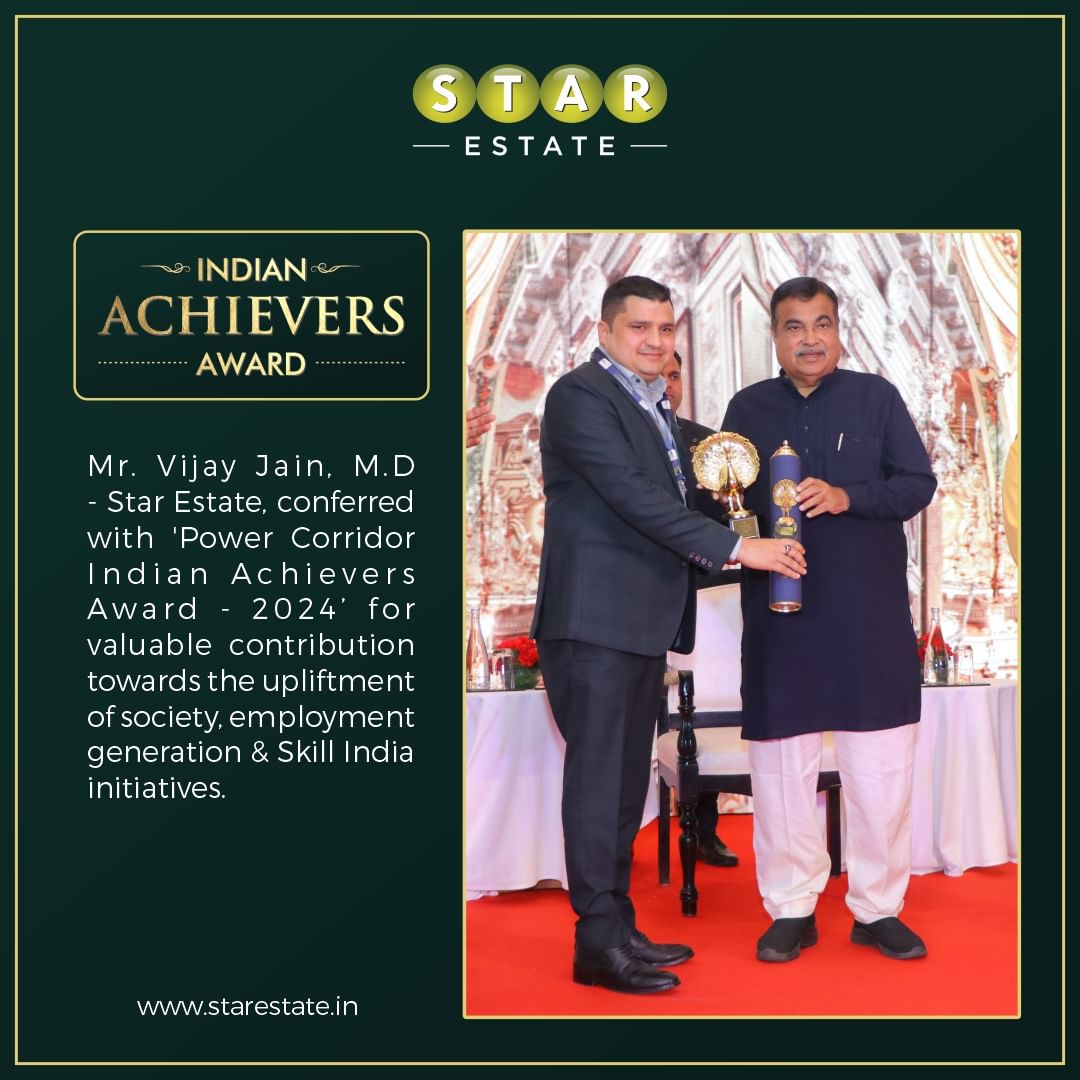 STAR
ESTATE
INDIAN
ACHIEVERS
AWARD
Mr. Vijay Jain, M.D
- Star Estate, conferred
with 'Power Corridor
Indian Achievers
Award - 2024’ for
valuable contribution
towards the upliftment
of society, employment
generation & Skill India
initiatives.
www.starestate.in